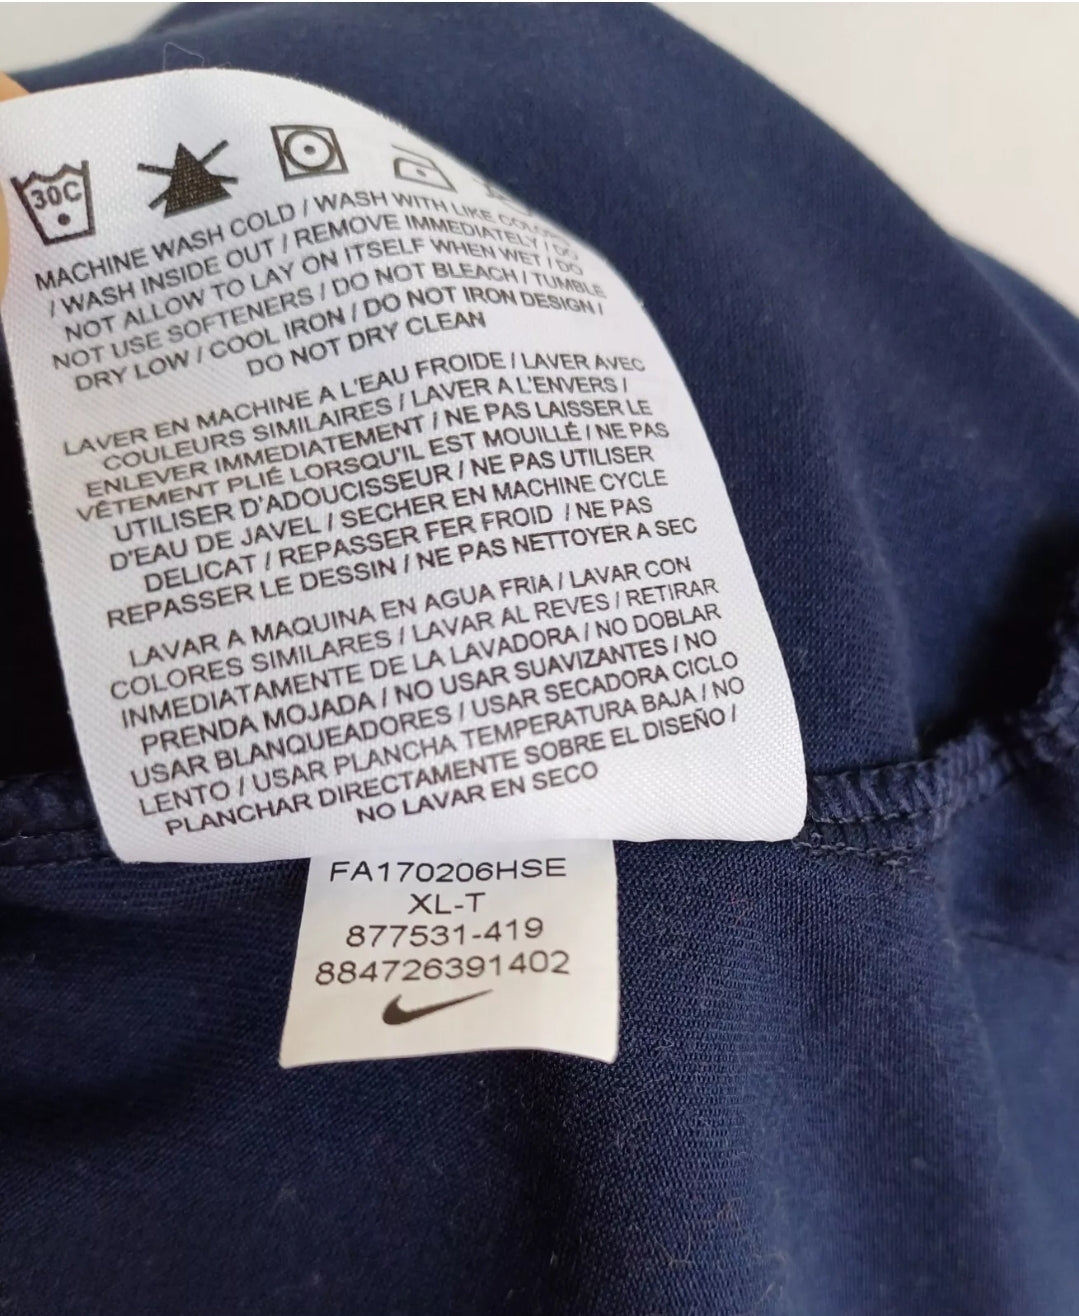 30C
MACHINE WASH COLD / WASH WITH LIKE COLORS
/ WASH INSIDE OUT / REMOVE IMMEDIATELY / DO
NOT ALLOW TO LAY ON ITSELF WHEN WET / DO
NOT USE SOFTENERS / DO NOT BLEACH / TUMBLE
DRY LOW / COOL IRON / DO NOT IRON DESIGN /
DO NOT DRY CLEAN
LAVER EN MACHINE A L'EAU FROIDE / LAVER AVEC
COULEURS SIMILAIRES / LAVER A L'ENVERS /
ENLEVER IMMEDIATEMENT / NE PAS LAISSER LE
VÊTEMENT PLIÉ LORSQU'IL EST MOUILLÉ / NE PAS
UTILISER D'ADOUCISSEUR / NE PAS UTILISER
D'EAU DE JAVEL / SECHER EN MACHINE CYCLE
DELICAT / REPASSER FER FROID / NE PAS
REPASSER LE DESSIN / NE PAS NETTOYER A SEC
LAVAR A MAQUINA EN AGUA FRIA / LAVAR CON
COLORES SIMILARES / LAVAR AL REVES / RETIRAR
INMEDIATAMENTE DE LA LAVADORA / NO DOBLAR
PRENDA MOJADA / NO USAR SUAVIZANTES / NO
USAR BLANQUEADORES / USAR SECADORA CICLO
LENTO / USAR PLANCHA TEMPERATURA BAJA / NO
PLANCHAR DIRECTAMENTE SOBRE EL DISEÑO /
NO LAVAR EN SECO
FA170206HSE
XL-T
877531-419
884726391402